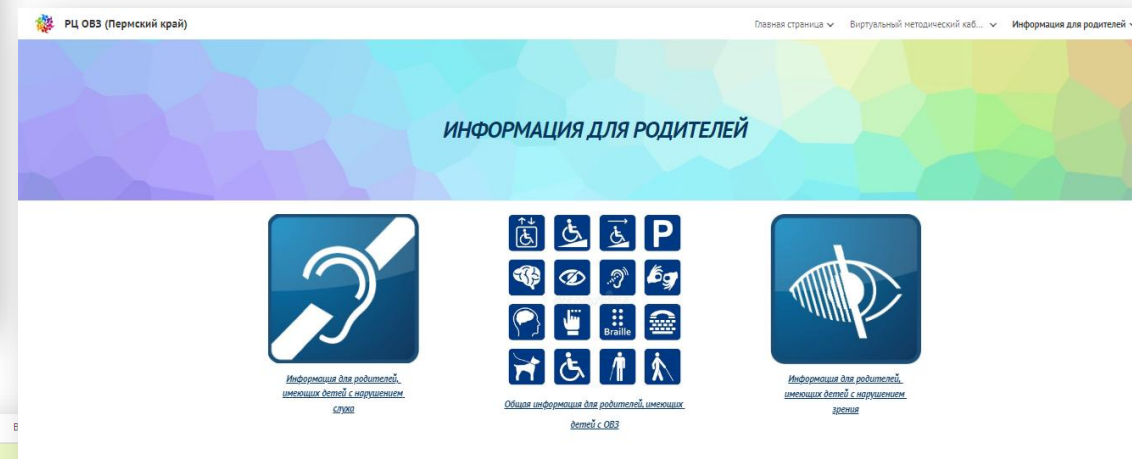 РЦ ОВЗ (Пермский край)
Главная страница
Виртуальный методический каб...
Информация для родителей
ИНФОРМАЦИЯ ДЛЯ РОДИТЕЛЕЙ
P
Braille
Информация для родителей,
имеющих детей с нарушением
слуха
Общая информация для родителей, имеющих
детей с ОВЗ
Информация для родителей,
имеющих детей с нарушением
зрения